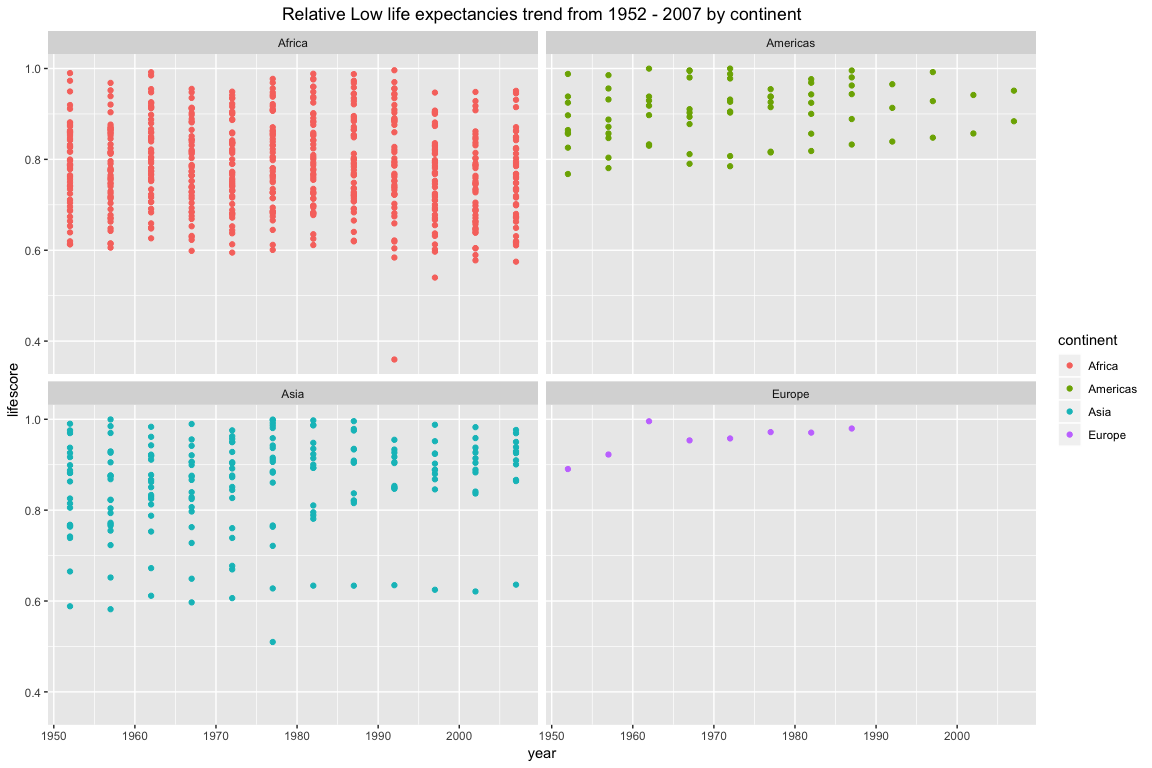 Relative Low life expectancies trend from 1952 - 2007 by continent
Africa
Americas
1.0
0.8
0.6
0.4
Asia
Europe
1.0
0.8
0.6
0.4
lifescore
1950 1960 1970 1980 1990 2000
1950 1960 1970 1980 1990 2000
year
continent
Africa
Americas
Asia
Europe